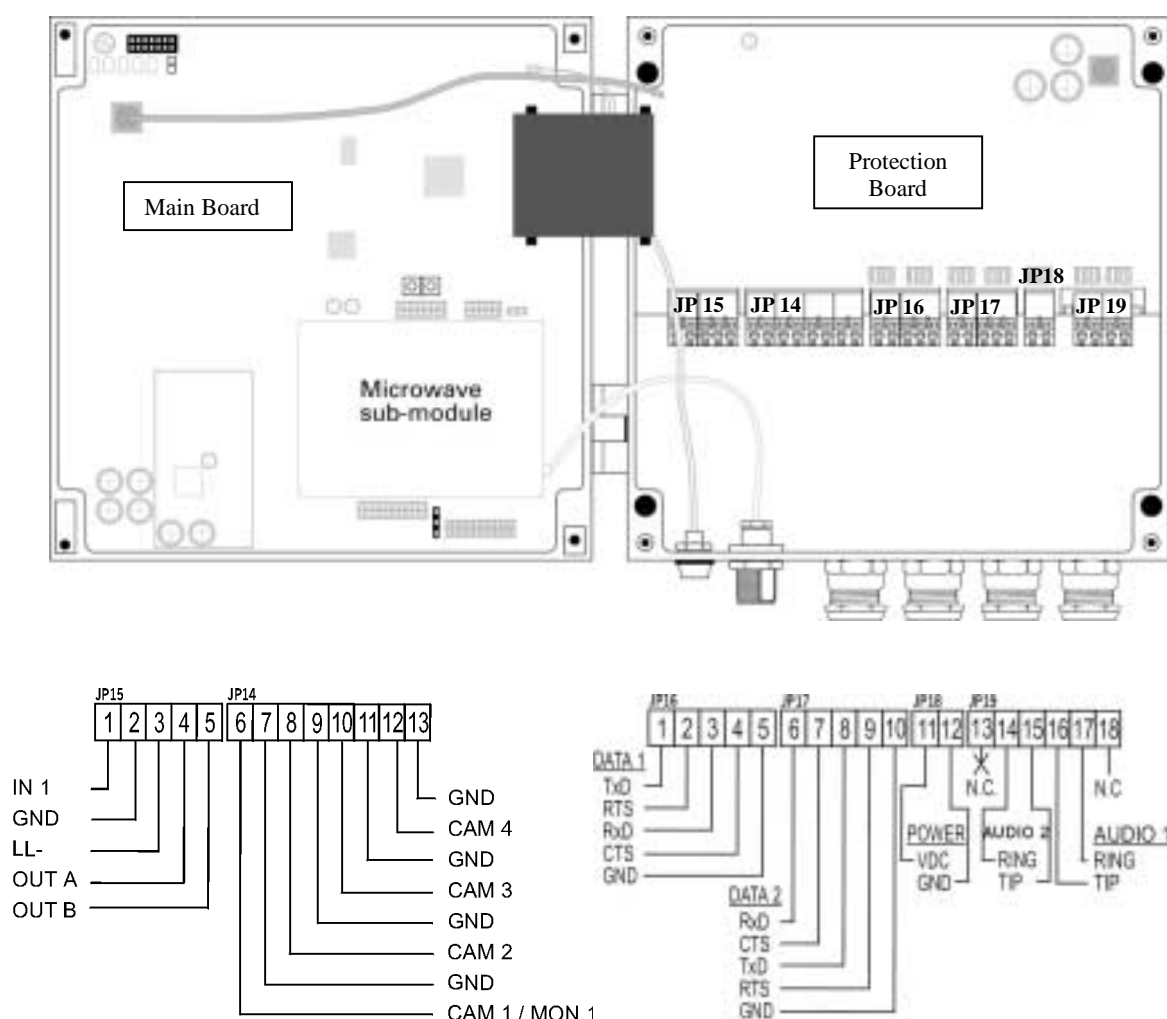 Main Board
Protection
Board
Microwave
sub-module
JP18
JP 15
JP 14
JP 16
JP 17
JP 19
JP15
JP14
1 2 3 4 5
6 7 8 9 10 11 12 13
IN 1
GND
LL-
OUT A
OUT B
GND
CAM 4
GND
CAM 3
GND
CAM 2
GND
CAM 1 / MON 1
JP16
JP17
JP18
JP19
1 2 3 4 5
6 7 8 9 10
11 12
13 14 15 16 17 18
DATA 1
TxD
RTS
RxD
CTS
GND
DATA 2
RxD
CTS
TxD
RTS
GND
POWER
VDC
GND
N.C.
AUDIO 2
RING
TIP
N.C
AUDIO 1
RING
TIP